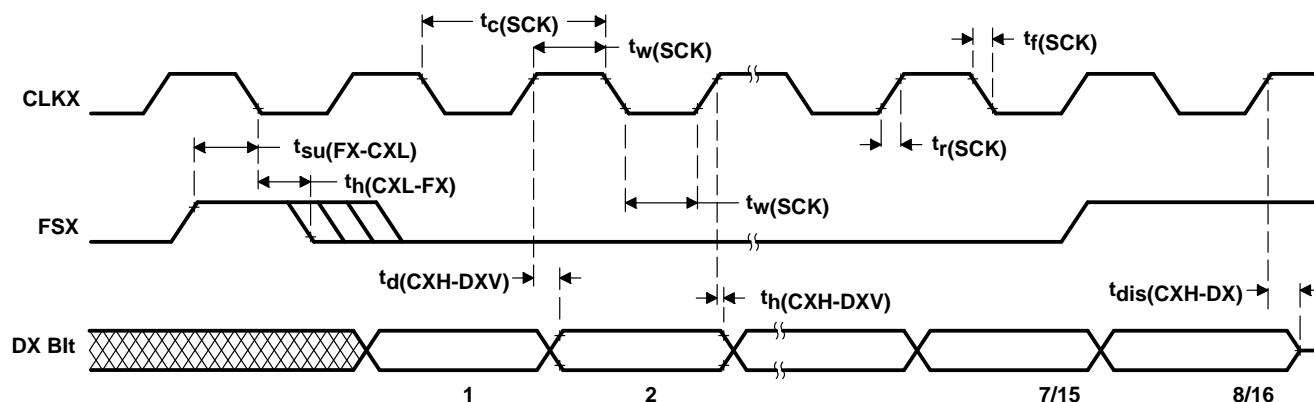 tc(SCK)
tw(SCK)
tf(SCK)
CLKX
tsu(FX-CXL)
tr(SCK)
th(CXL-FX)
tw(SCK)
FSX
td(CXH-DXV)
th(CXH-DXV)
tdis(CXH-DX)
DX BIt
1 2 7/15 8/16